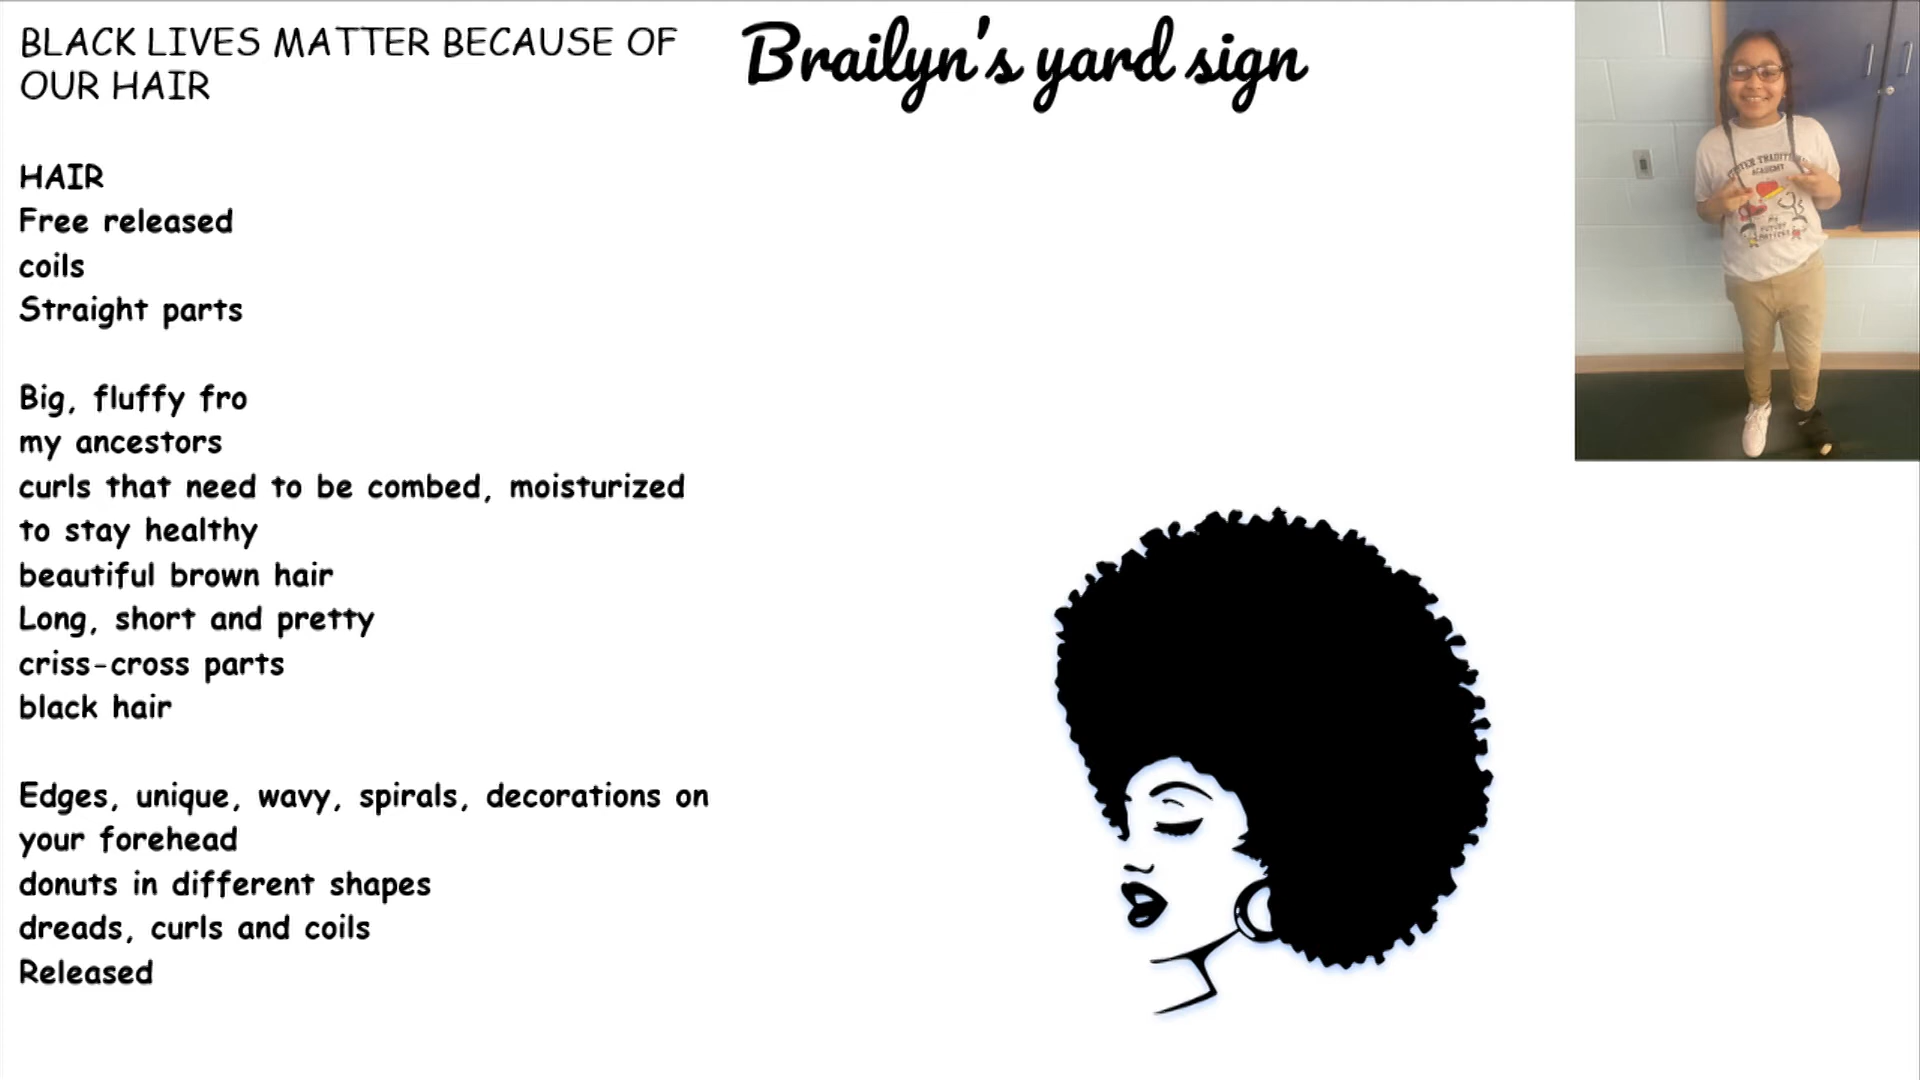 BLACK LIVES MATTER BECAUSE OF
OUR HAIR
Brailyn's yard sign
HAIR
Free released
coils
Straight parts
Big, fluffy fro
my ancestors
curls that need to be combed, moisturized
to stay healthy
beautiful brown hair
Long, short and pretty
criss-cross parts
black hair
Edges, unique, wavy, spirals, decorations on
your forehead
donuts in different shapes
dreads, curls and coils
Released
ACADEMY